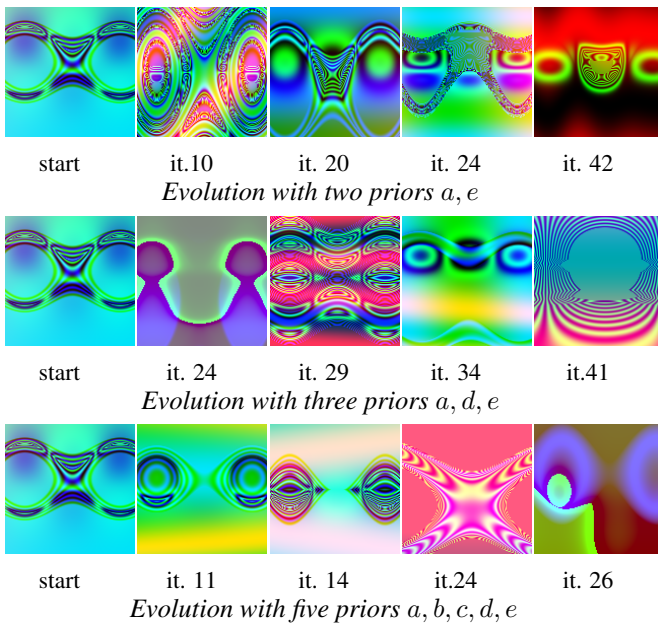 start it.10 it. 20 it. 24 it. 42
Evolution with two priors a, e
start it. 24 it. 29 it. 34 it.41
Evolution with three priors a, d, e
start it. 11 it. 14 it.24 it. 26
Evolution with five priors a, b, c, d, e